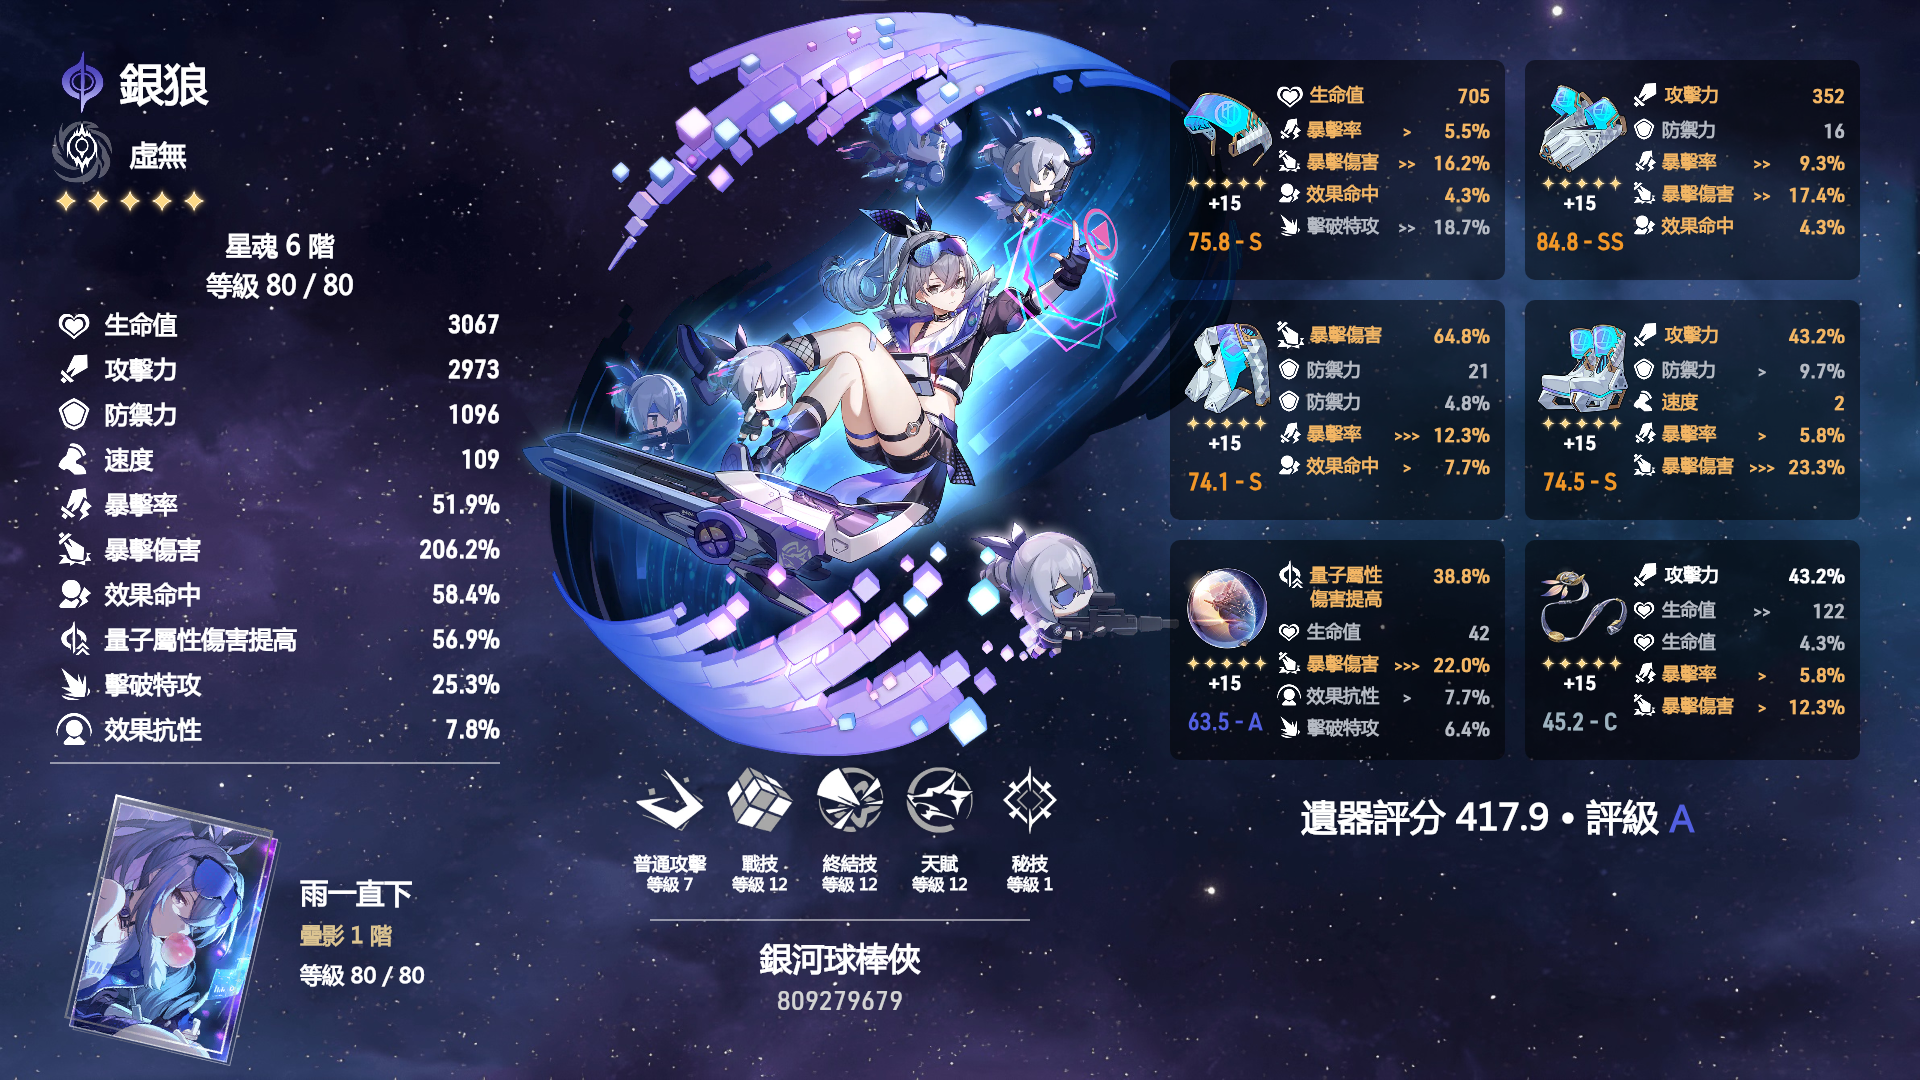 銀狼
虛無
星魂 6 階
等級 80 / 80
生命值 3067
攻擊力 2973
防禦力 1096
速度 109
暴擊率 51.9%
暴擊傷害 206.2%
效果命中 58.4%
量子屬性傷害提高 56.9%
擊破特攻 25.3%
效果抗性 7.8%
雨一直下
疊影 1 階
等級 80 / 80
普通攻擊
等級 7
戰技
等級 12
終結技
等級 12
天賦
等級 12
秘技
等級 1
銀河球棒俠
809279679
生命值 705
暴擊率 > 5.5%
暴擊傷害 >> 16.2%
效果命中 4.3%
擊破特攻 >> 18.7%
+15
75.8 - S
攻擊力 352
防禦力 16
暴擊率 >> 9.3%
暴擊傷害 >> 17.4%
效果命中 4.3%
+15
84.8 - SS
暴擊傷害 64.8%
防禦力 21
防禦力 4.8%
暴擊率 >>> 12.3%
效果命中 > 7.7%
+15
74.1 - S
攻擊力 43.2%
防禦力 > 9.7%
速度 2
暴擊率 > 5.8%
暴擊傷害 >>> 23.3%
+15
74.5 - S
量子屬性 38.8%
傷害提高
生命值 42
暴擊傷害 >>> 22.0%
效果抗性 > 7.7%
擊破特攻 6.4%
+15
63.5 - A
攻擊力 43.2%
生命值 >> 122
生命值 4.3%
暴擊率 > 5.8%
暴擊傷害 > 12.3%
+15
45.2 - C
遺器評分 417.9 • 評級 A